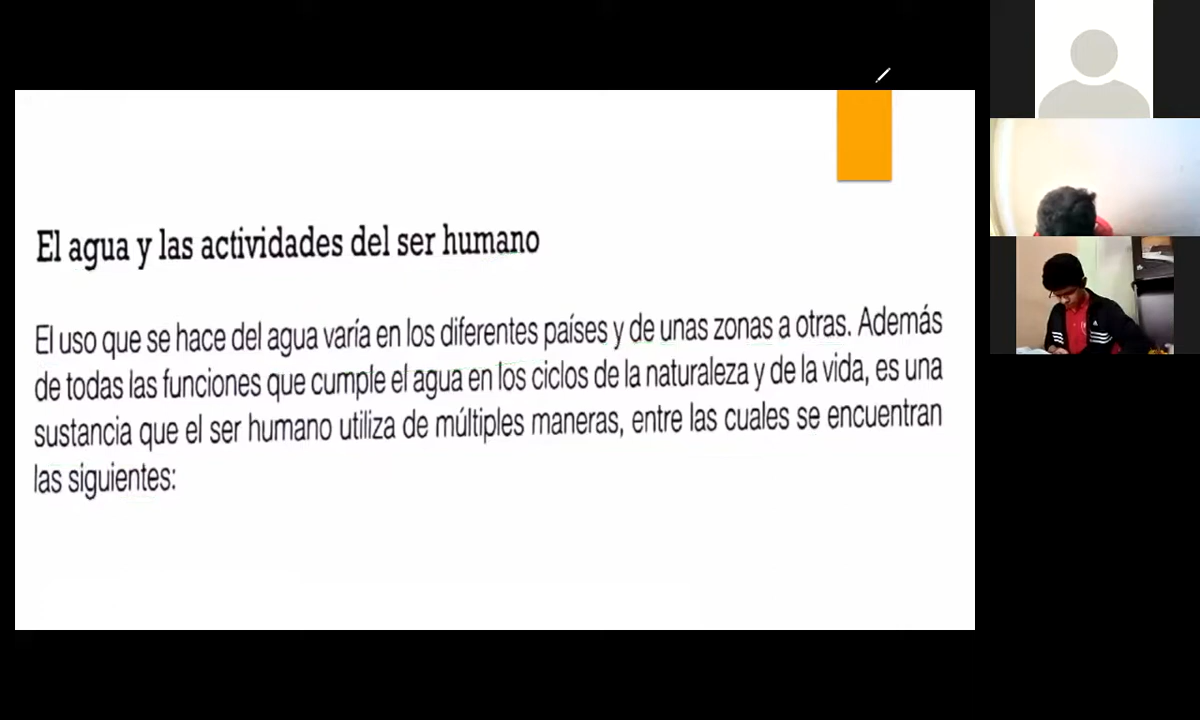 El agua y las actividades del ser humano
El uso que se hace del agua varía en los diferentes países y de unas zonas a otras. Además
de todas las funciones que cumple el agua en los ciclos de la naturaleza y de la vida, es una
sustancia que el ser humano utiliza de múltiples maneras, entre las cuales se encuentran
las siguientes: